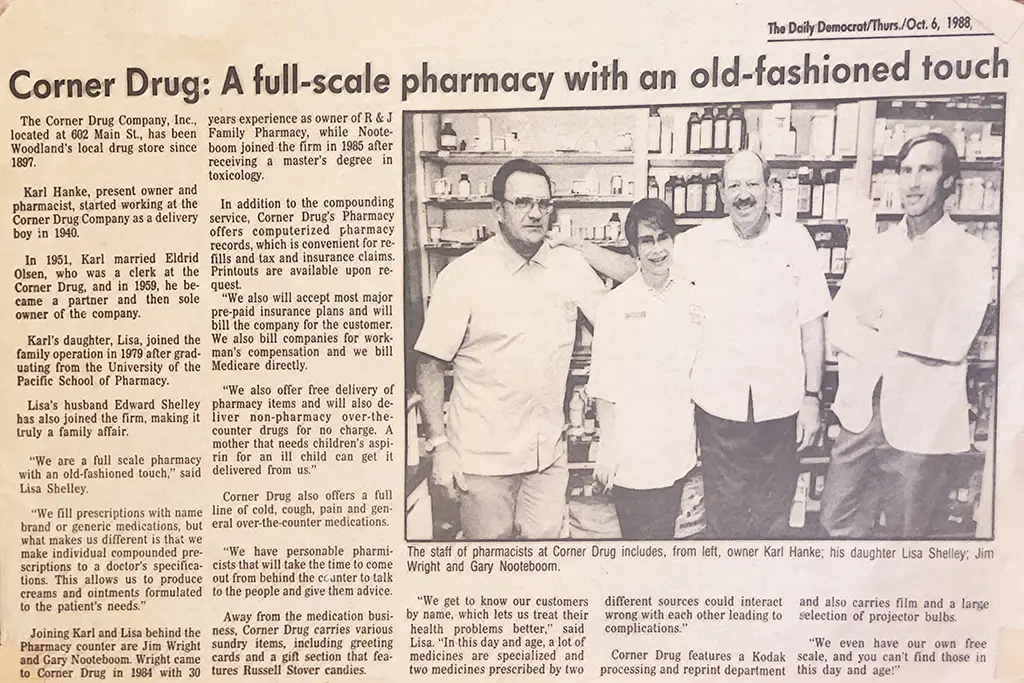 The Daily Democrat/Thurs./Oct. 6, 1988,
Corner Drug: A full-scale pharmacy with an old-fashioned touch
The Corner Drug Company, Inc.,
located at 602 Main St., has been
Woodland's local drug store since
1897.
Karl Hanke, present owner and
pharmacist, started working at the
Corner Drug Company as a delivery
boy in 1940.
In 1951, Karl married Eldrid
Olsen, who was a clerk at the
Corner Drug, and in 1959, he be-
came a partner and then sole
owner of the company.
Karl's daughter, Lisa, joined the
family operation in 1979 after grad-
uating from the University of the
Pacific School of Pharmacy.
Lisa's husband Edward Shelley
has also joined the firm, making it
truly a family affair.
"We are a full scale pharmacy
with an old-fashioned touch," said
Lisa Shelley.
"We fill prescriptions with name
brand or generic medications, but
what makes us different is that we
make individual compounded pre-
scriptions to a doctor's specifica-
tions. This allows us to produce
creams and ointments formulated
to the patient's needs."
Joining Karl and Lisa behind the
Pharmacy counter are Jim Wright
and Gary Nooteboom. Wright came
to Corner Drug in 1984 with 30
years experience as owner of R & J
Family Pharmacy, while Noote-
boom joined the firm in 1985 after
receiving a master's degree in
toxicology.
In addition to the compounding
service, Corner Drug's Pharmacy
offers computerized pharmacy
records, which is convenient for re-
fills and tax and insurance claims.
Printouts are available upon re-
quest.
"We also will accept most major
pre-paid insurance plans and will
bill the company for the customer.
We also bill companies for work-
man's compensation and we bill
Medicare directly.
"We also offer free delivery of
pharmacy items and will also de-
liver non-pharmacy over-the-
counter drugs for no charge. A
mother that needs children's aspi-
rin for an ill child can get it
delivered from us."
Corner Drug also offers a full
line of cold, cough, pain and gen-
eral over-the-counter medications.
"We have personable pharmi-
cists that will take the time to come
out from behind the counter to talk
to the people and give them advice.
Away from the medication busi-
ness, Corner Drug carries various
sundry items, including greeting
cards and a gift section that fea-
tures Russell Stover candies.
The staff of pharmacists at Corner Drug includes, from left, owner Karl Hanke; his daughter Lisa Shelley; Jim
Wright and Gary Nooteboom.
"We get to know our customers
by name, which lets us treat their
health problems better," said
Lisa. "In this day and age, a lot of
medicines are specialized and
two medicines prescribed by two
different sources could interact
wrong with each other leading to
complications."
Corner Drug features a Kodak
processing and reprint department
and also carries film and a large
selection of projector bulbs.
"We even have our own free
scale, and you can't find those in
this day and age!"